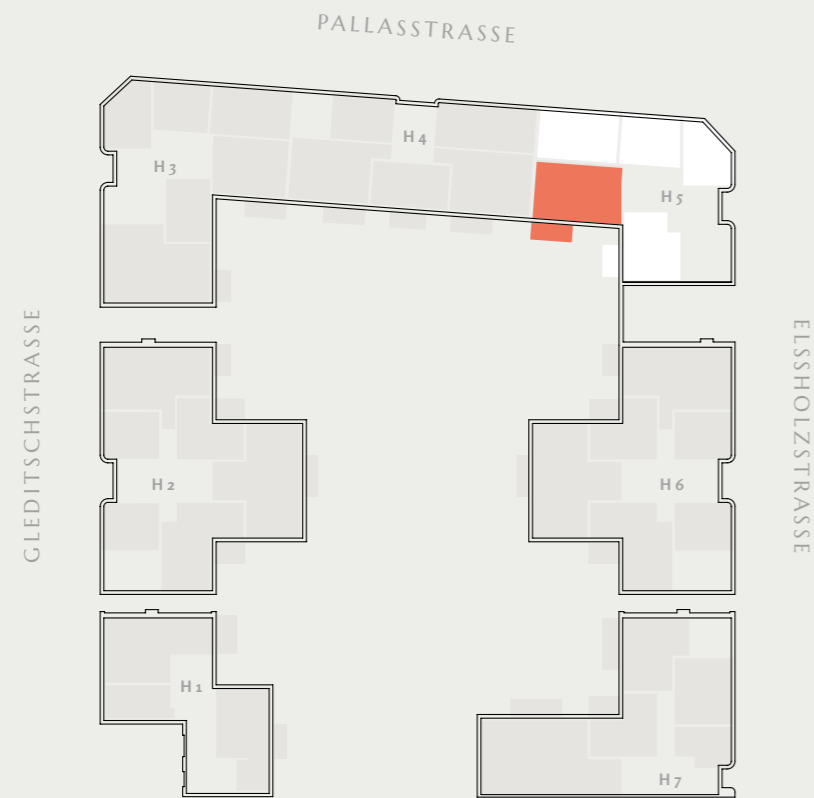 PALLASSTRASSE
H 4
H 3
H 5
GLEDITSCHSTRASSE
ELSSHOLZSTRASSE
H 2
H 6
H 1
H 7